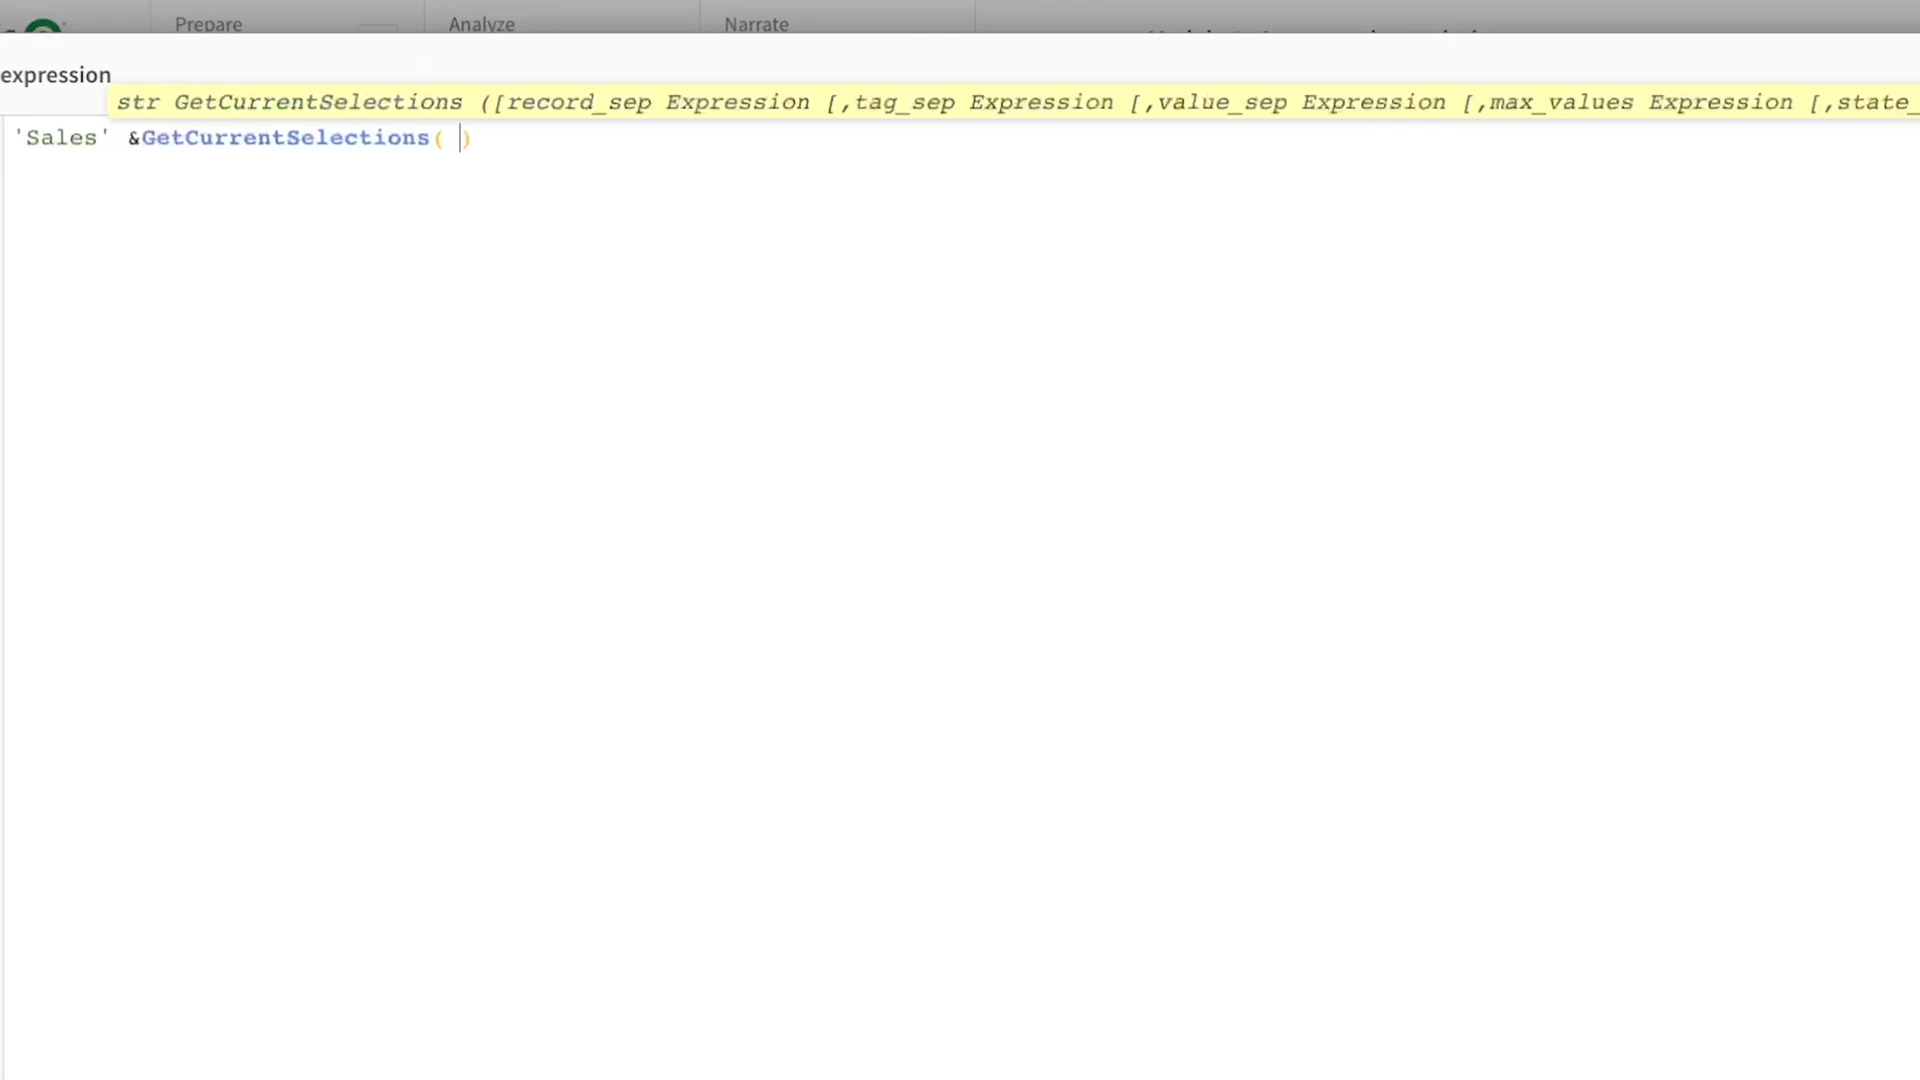 Prepare
Analyze
Narrate
expression
str GetCurrentSelections ([record_sep Expression [,tag_sep Expression [,value_sep Expression [,max_values Expression [,state_
'Sales' &GetCurrentSelections( )